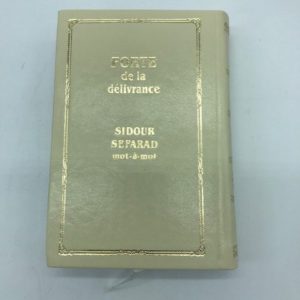 PORTE
de la
délivrance
SIDOUR
SEFARAD
mot-à-mot